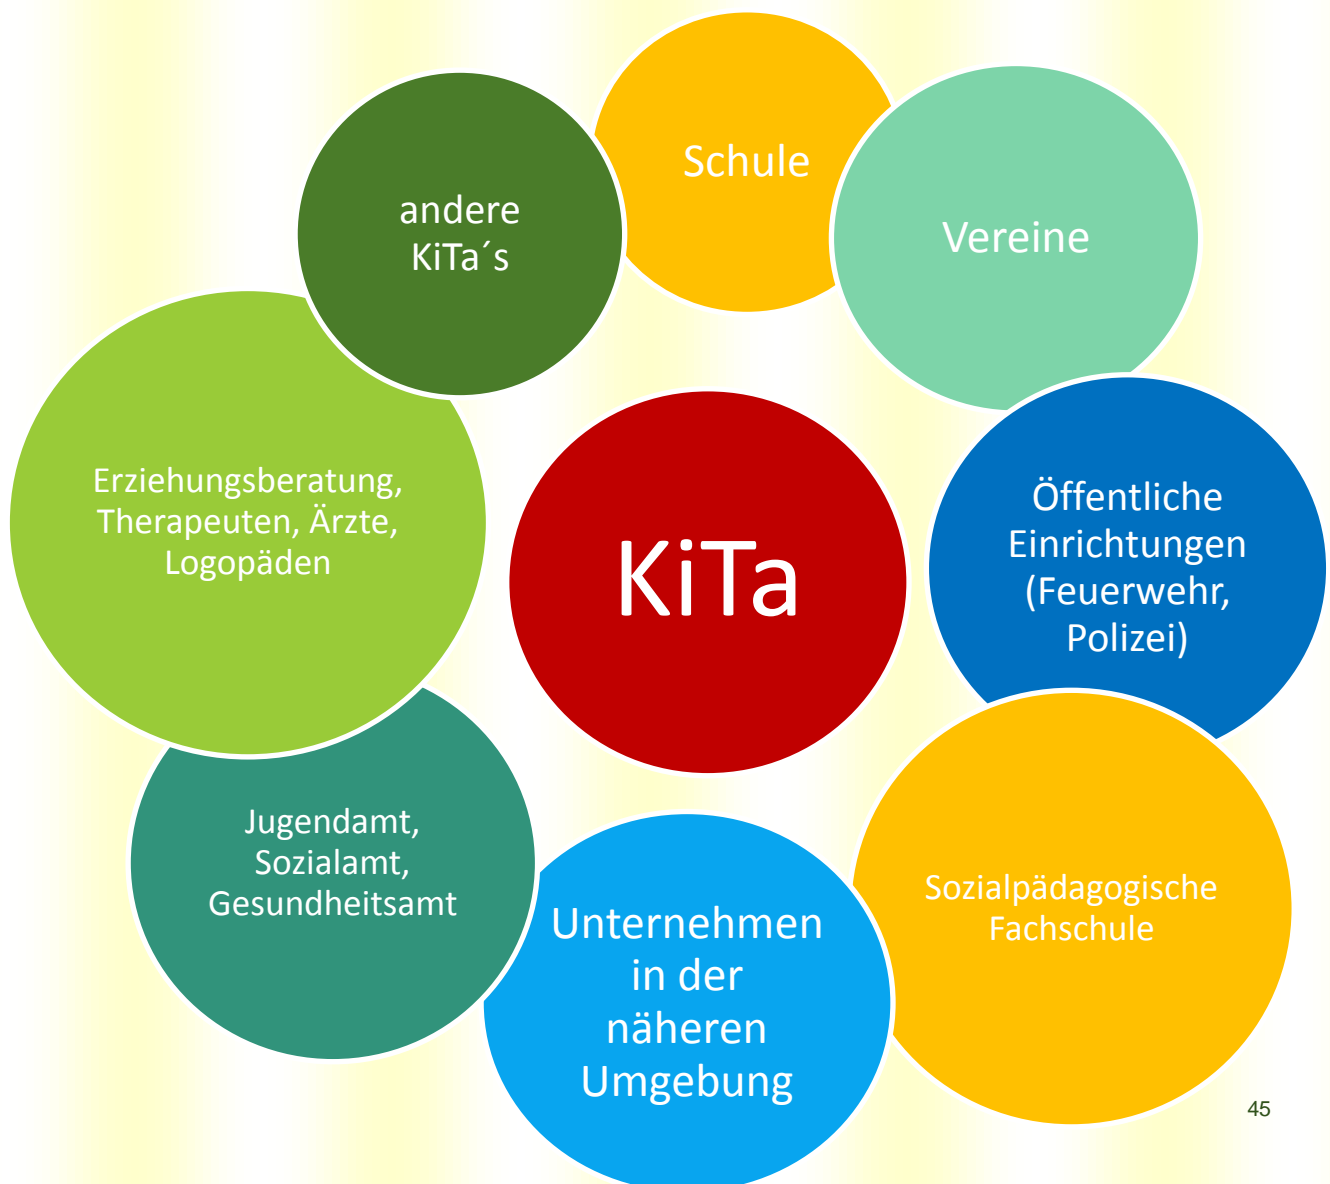 Schule
andere
KiTa´s
Vereine
Erziehungsberatung,
Therapeuten, Ärzte,
Logopäden
KiTa
Öffentliche
Einrichtungen
(Feuerwehr,
Polizei)
Jugendamt,
Sozialamt,
Gesundheitsamt
Unternehmen
in der
näheren
Umgebung
Sozialpädagogische
Fachschule
45